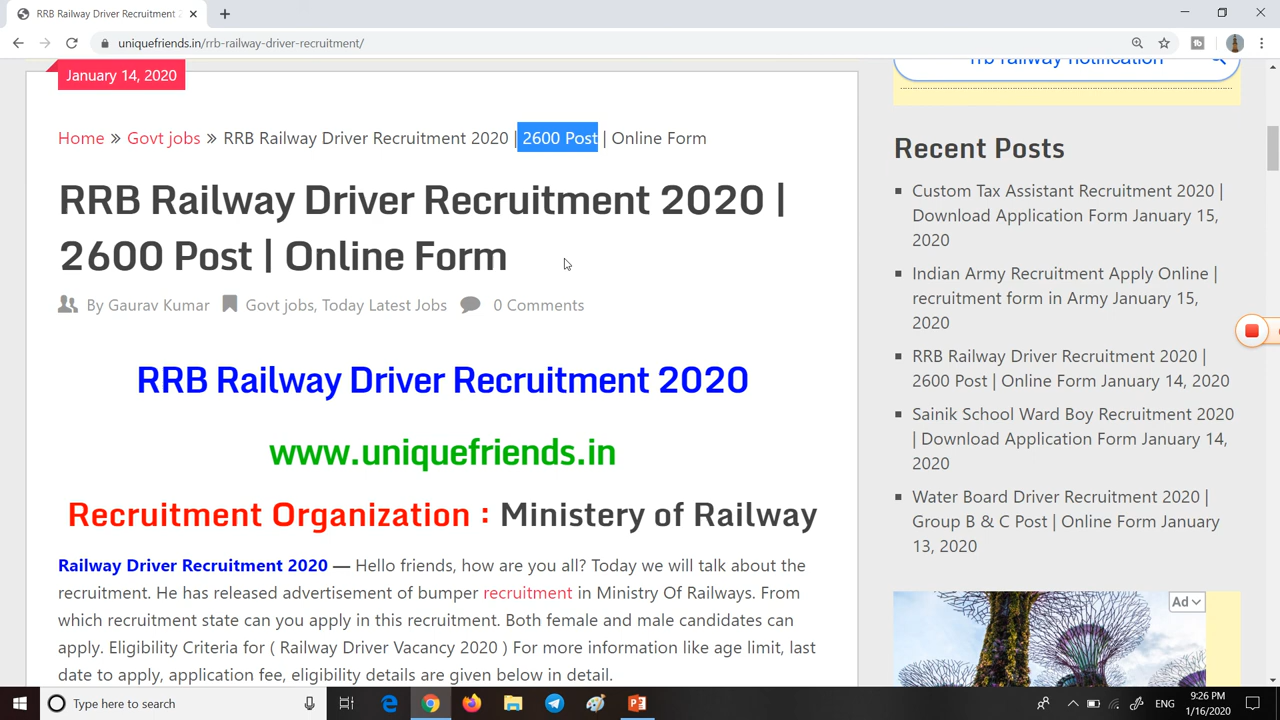 RRB Railway Driver Recruitment 2
uniquefriends.in/rrb-railway-driver-recruitment/
January 14, 2020
Home » Govt jobs » RRB Railway Driver Recruitment 2020 | 2600 Post | Online Form
RRB Railway Driver Recruitment 2020 |
2600 Post | Online Form
By Gaurav Kumar Govt jobs, Today Latest Jobs 0 Comments
RRB Railway Driver Recruitment 2020
www.uniquefriends.in
Recruitment Organization : Ministery of Railway
Railway Driver Recruitment 2020 — Hello friends, how are you all? Today we will talk about the
recruitment. He has released advertisement of bumper recruitment in Ministry Of Railways. From
which recruitment state can you apply in this recruitment. Both female and male candidates can
apply. Eligibility Criteria for ( Railway Driver Vacancy 2020 ) For more information like age limit, last
date to apply, application fee, eligibility details are given below in detail.
rrb railway notification
Recent Posts
Custom Tax Assistant Recruitment 2020 |
Download Application Form January 15,
2020
Indian Army Recruitment Apply Online |
recruitment form in Army January 15,
2020
RRB Railway Driver Recruitment 2020 |
2600 Post | Online Form January 14, 2020
Sainik School Ward Boy Recruitment 2020
| Download Application Form January 14,
2020
Water Board Driver Recruitment 2020 |
Group B & C Post | Online Form January
13, 2020
Ad
Type here to search
ENG
9:26 PM
1/16/2020